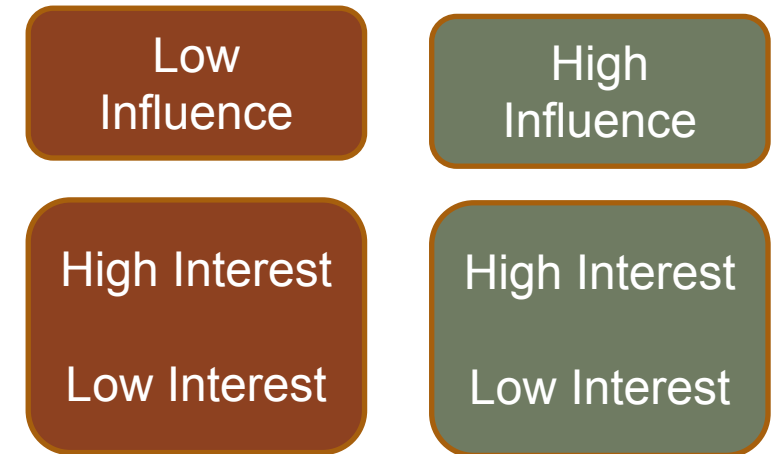 Low
Influence
High
Influence
High Interest
Low Interest
High Interest
Low Interest